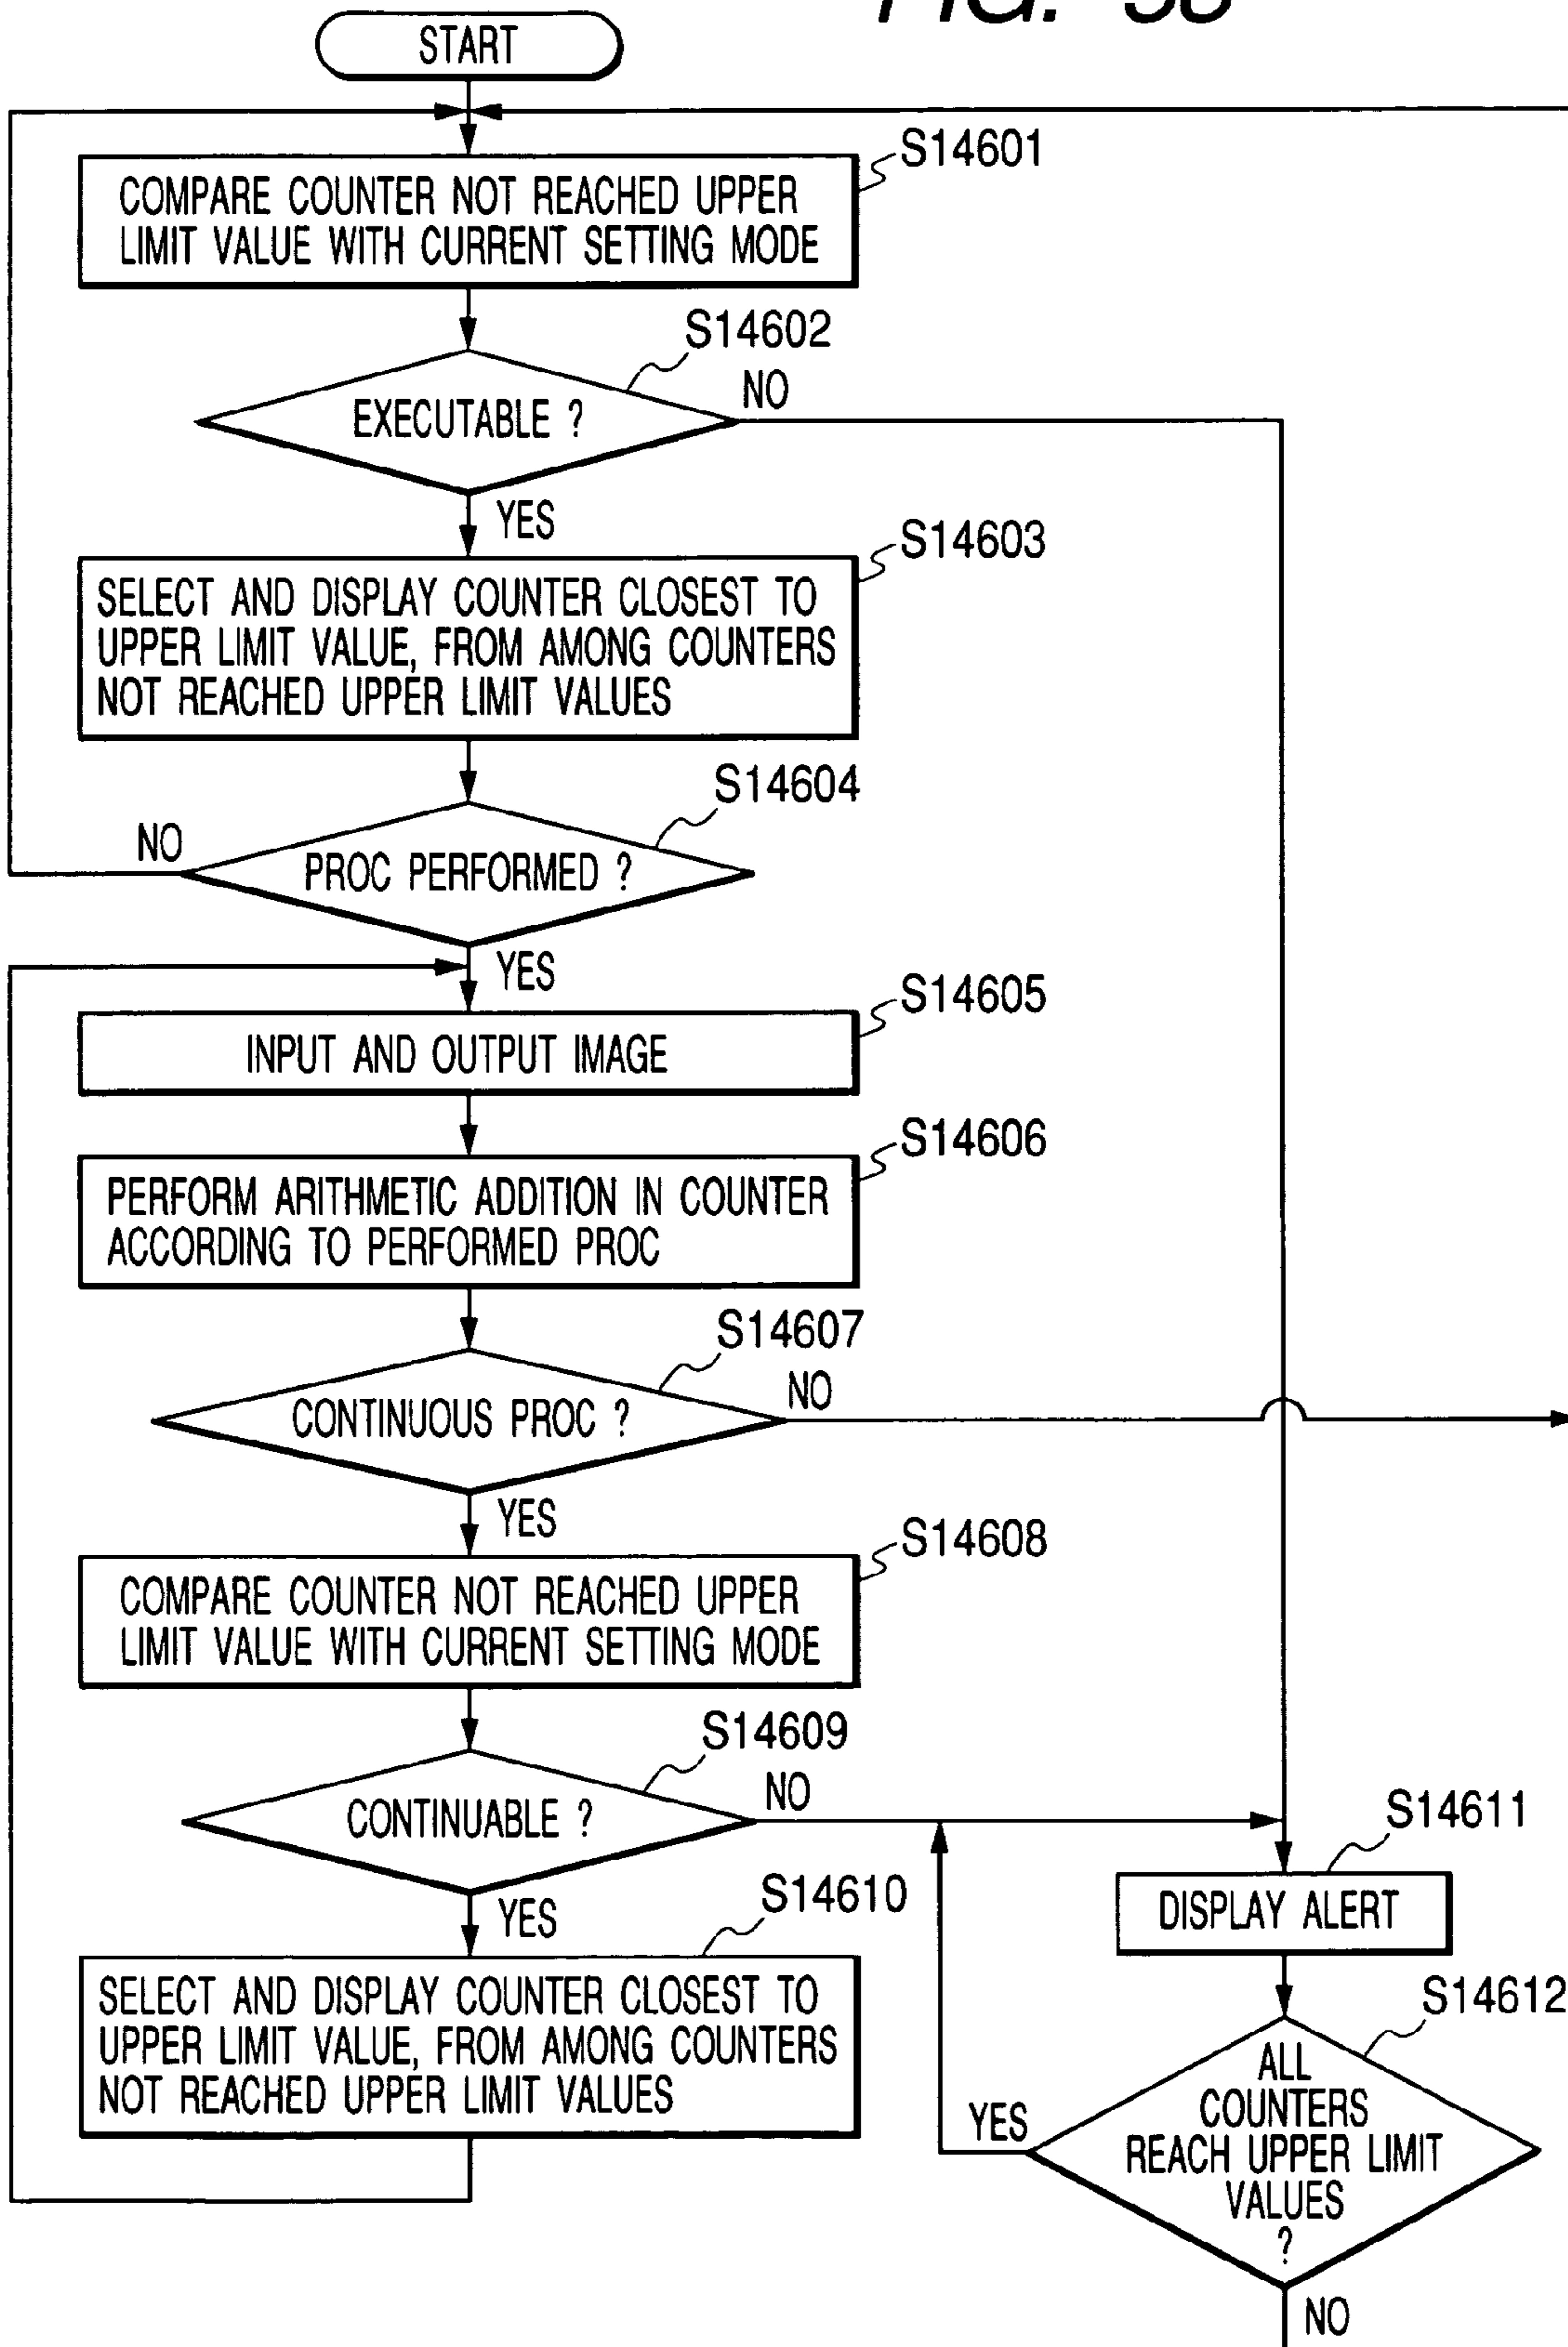 FIG. 58
START
S14601
COMPARE COUNTER NOT REACHED UPPER
LIMIT VALUE WITH CURRENT SETTING MODE
S14602
EXECUTABLE ?
NO
YES
S14603
SELECT AND DISPLAY COUNTER CLOSEST TO
UPPER LIMIT VALUE, FROM AMONG COUNTERS
NOT REACHED UPPER LIMIT VALUES
S14604
NO
PROC PERFORMED ?
YES
S14605
INPUT AND OUTPUT IMAGE
S14606
PERFORM ARITHMETIC ADDITION IN COUNTER
ACCORDING TO PERFORMED PROC
S14607
CONTINUOUS PROC ?
NO
YES
S14608
COMPARE COUNTER NOT REACHED UPPER
LIMIT VALUE WITH CURRENT SETTING MODE
S14609
CONTINUABLE ?
NO
YES
S14610
SELECT AND DISPLAY COUNTER CLOSEST TO
UPPER LIMIT VALUE, FROM AMONG COUNTERS
NOT REACHED UPPER LIMIT VALUES
S14611
DISPLAY ALERT
S14612
ALL
COUNTERS
REACH UPPER LIMIT
VALUES
?
YES
NO